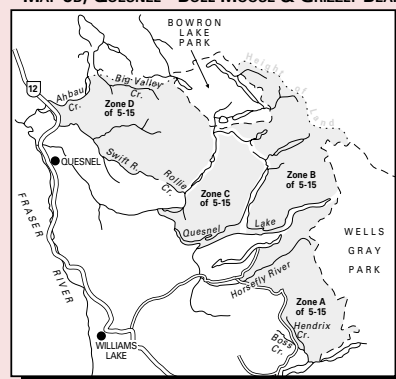 MAP J3, QUESNEL - BULL MOOSE & GRIZZLY BEAR
BOWRON
LAKE
PARK
Height of Land
12
Ahbau
Cr.
Big Valley
Cr.
Zone D
of 5-15
QUESNEL
Swift R.
Rollie
Cr.
Zone C
of 5-15
Zone B
of 5-15
Quesnel
Lake
WELLS
GRAY
PARK
FRASER
RIVER
Horsefly River
Zone A
of 5-15
Hendrix
Cr.
Boss
Cr.
WILLIAMS
LAKE